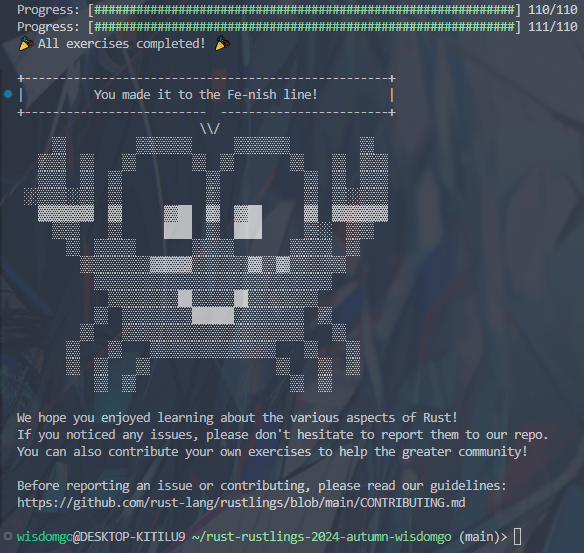 Progress: [############################################################] 110/110
Progress: [############################################################] 111/111
🎉 All exercises completed! 🎉
+----------------------------------------------------+
|          You made it to the Fe-nish line!          |
+--------------------------  ------------------------+
\\/
We hope you enjoyed learning about the various aspects of Rust!
If you noticed any issues, please don't hesitate to report them to our repo.
You can also contribute your own exercises to help the greater community!
Before reporting an issue or contributing, please read our guidelines:
https://github.com/rust-lang/rustlings/blob/main/CONTRIBUTING.md
wisdomgo@DESKTOP-KITILU9 ~/rust-rustlings-2024-autumn-wisdomgo (main)>